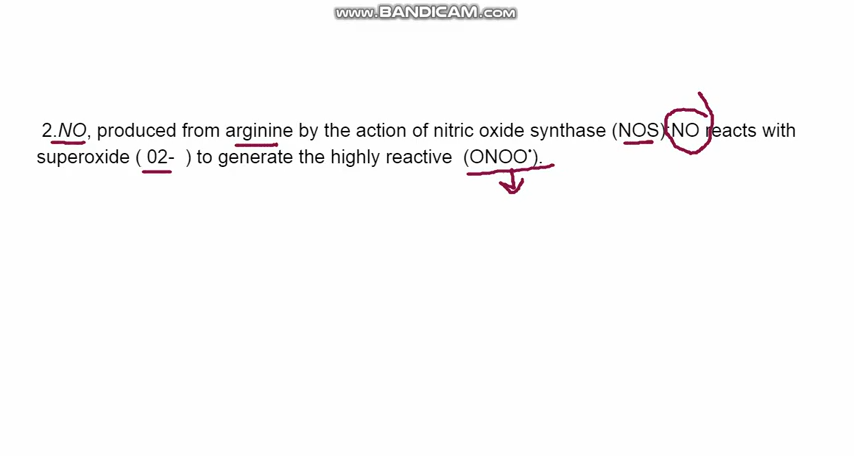 www.BANDICAM.com
2.NO, produced from arginine by the action of nitric oxide synthase (NOS):NO reacts with
superoxide ( 02- ) to generate the highly reactive (ONOO•).